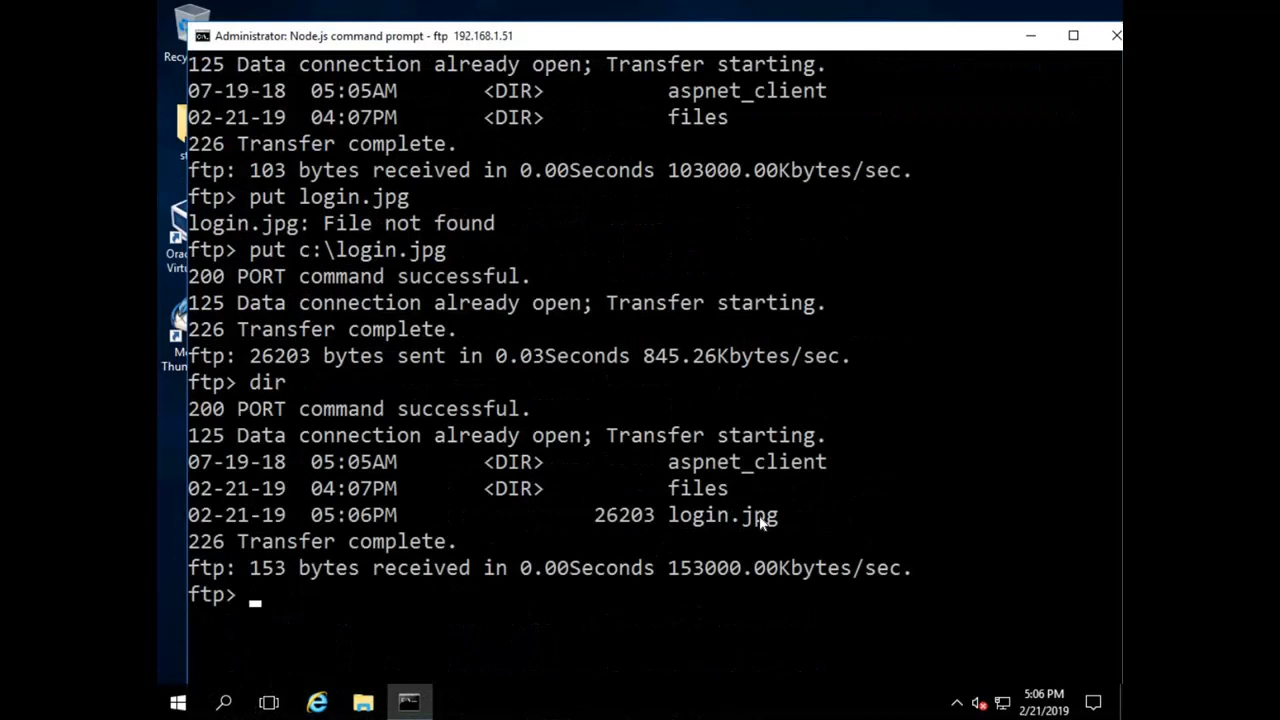 Administrator: Node.js command prompt - ftp 192.168.1.51
125 Data connection already open; Transfer starting.
07-19-18 05:05AM <DIR> aspnet_client
02-21-19 04:07PM <DIR> files
226 Transfer complete.
ftp: 103 bytes received in 0.00Seconds 103000.00Kbytes/sec.
ftp> put login.jpg
login.jpg: File not found
ftp> put c:\login.jpg
200 PORT command successful.
125 Data connection already open; Transfer starting.
226 Transfer complete.
ftp: 26203 bytes sent in 0.03Seconds 845.26Kbytes/sec.
ftp> dir
200 PORT command successful.
125 Data connection already open; Transfer starting.
07-19-18 05:05AM <DIR> aspnet_client
02-21-19 04:07PM <DIR> files
02-21-19 05:06PM 26203 login.jpg
226 Transfer complete.
ftp: 153 bytes received in 0.00Seconds 153000.00Kbytes/sec.
ftp>
Recy
Orac
Virtu
Thun
5:06 PM
2/21/2019